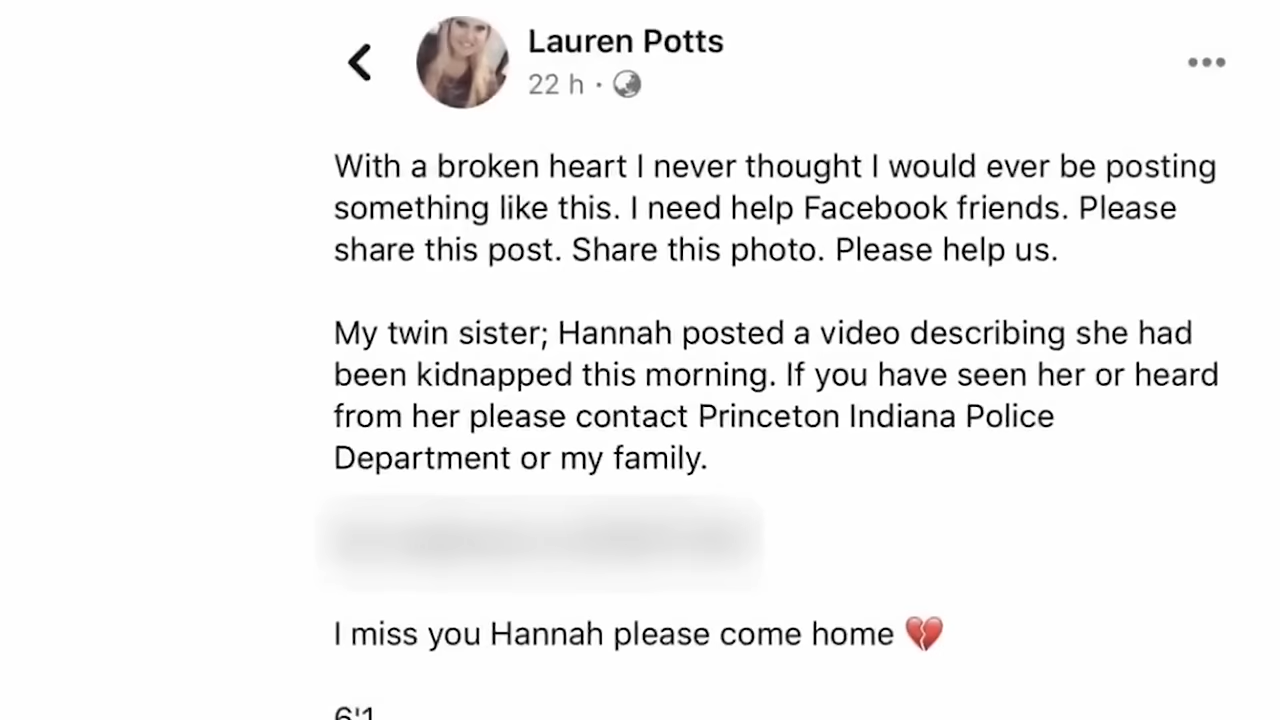 Lauren Potts
22 h ·
With a broken heart I never thought I would ever be posting
something like this. I need help Facebook friends. Please
share this post. Share this photo. Please help us.
My twin sister; Hannah posted a video describing she had
been kidnapped this morning. If you have seen her or heard
from her please contact Princeton Indiana Police
Department or my family.
I miss you Hannah please come home 💔
6'1